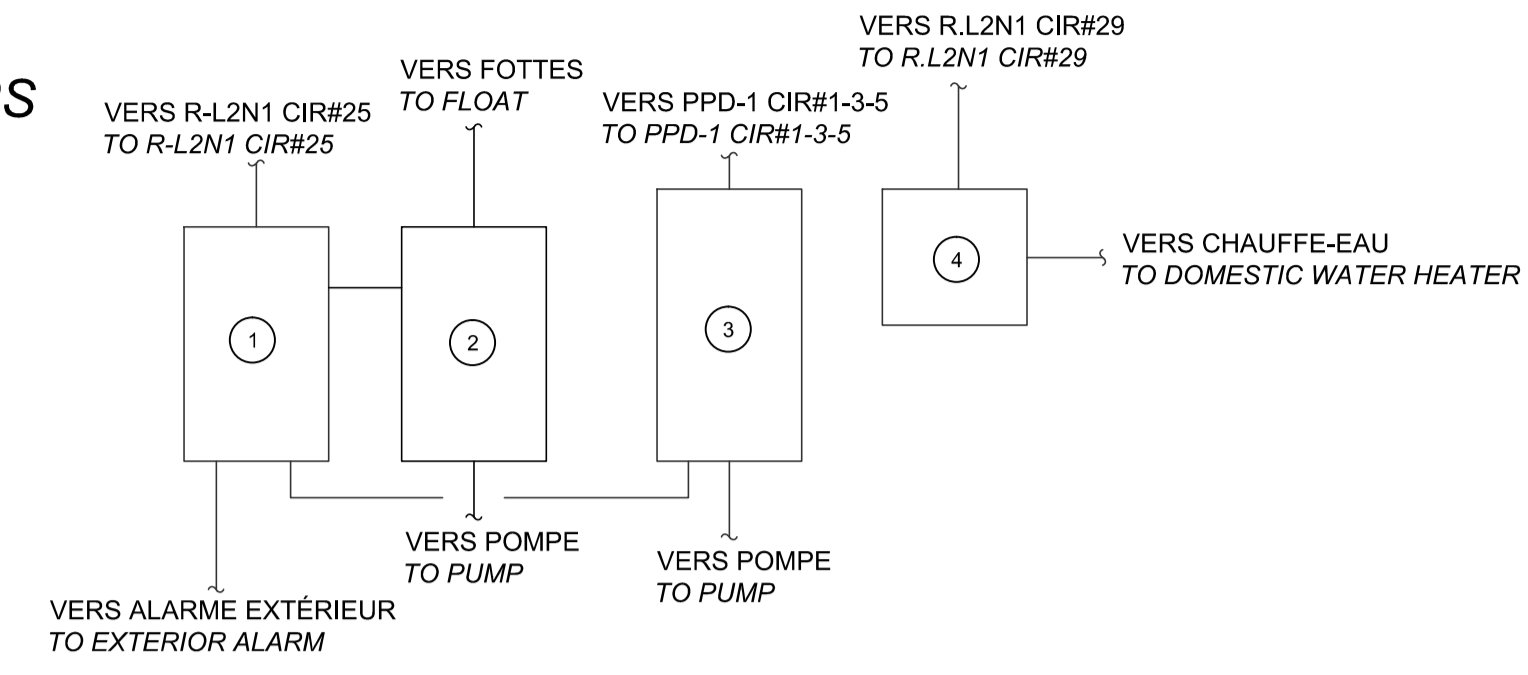 VERS R.L2N1 CIR#29
TO R.L2N1 CIR#29
VERS FOTTES
TO FLOAT
VERS R-L2N1 CIR#25
TO R-L2N1 CIR#25
VERS PPD-1 CIR#1-3-5
TO PPD-1 CIR#1-3-5
1
2
3
4
VERS CHAUFFE-EAU
TO DOMESTIC WATER HEATER
VERS POMPE
TO PUMP
VERS POMPE
TO PUMP
VERS ALARME EXTÉRIEUR
TO EXTERIOR ALARM